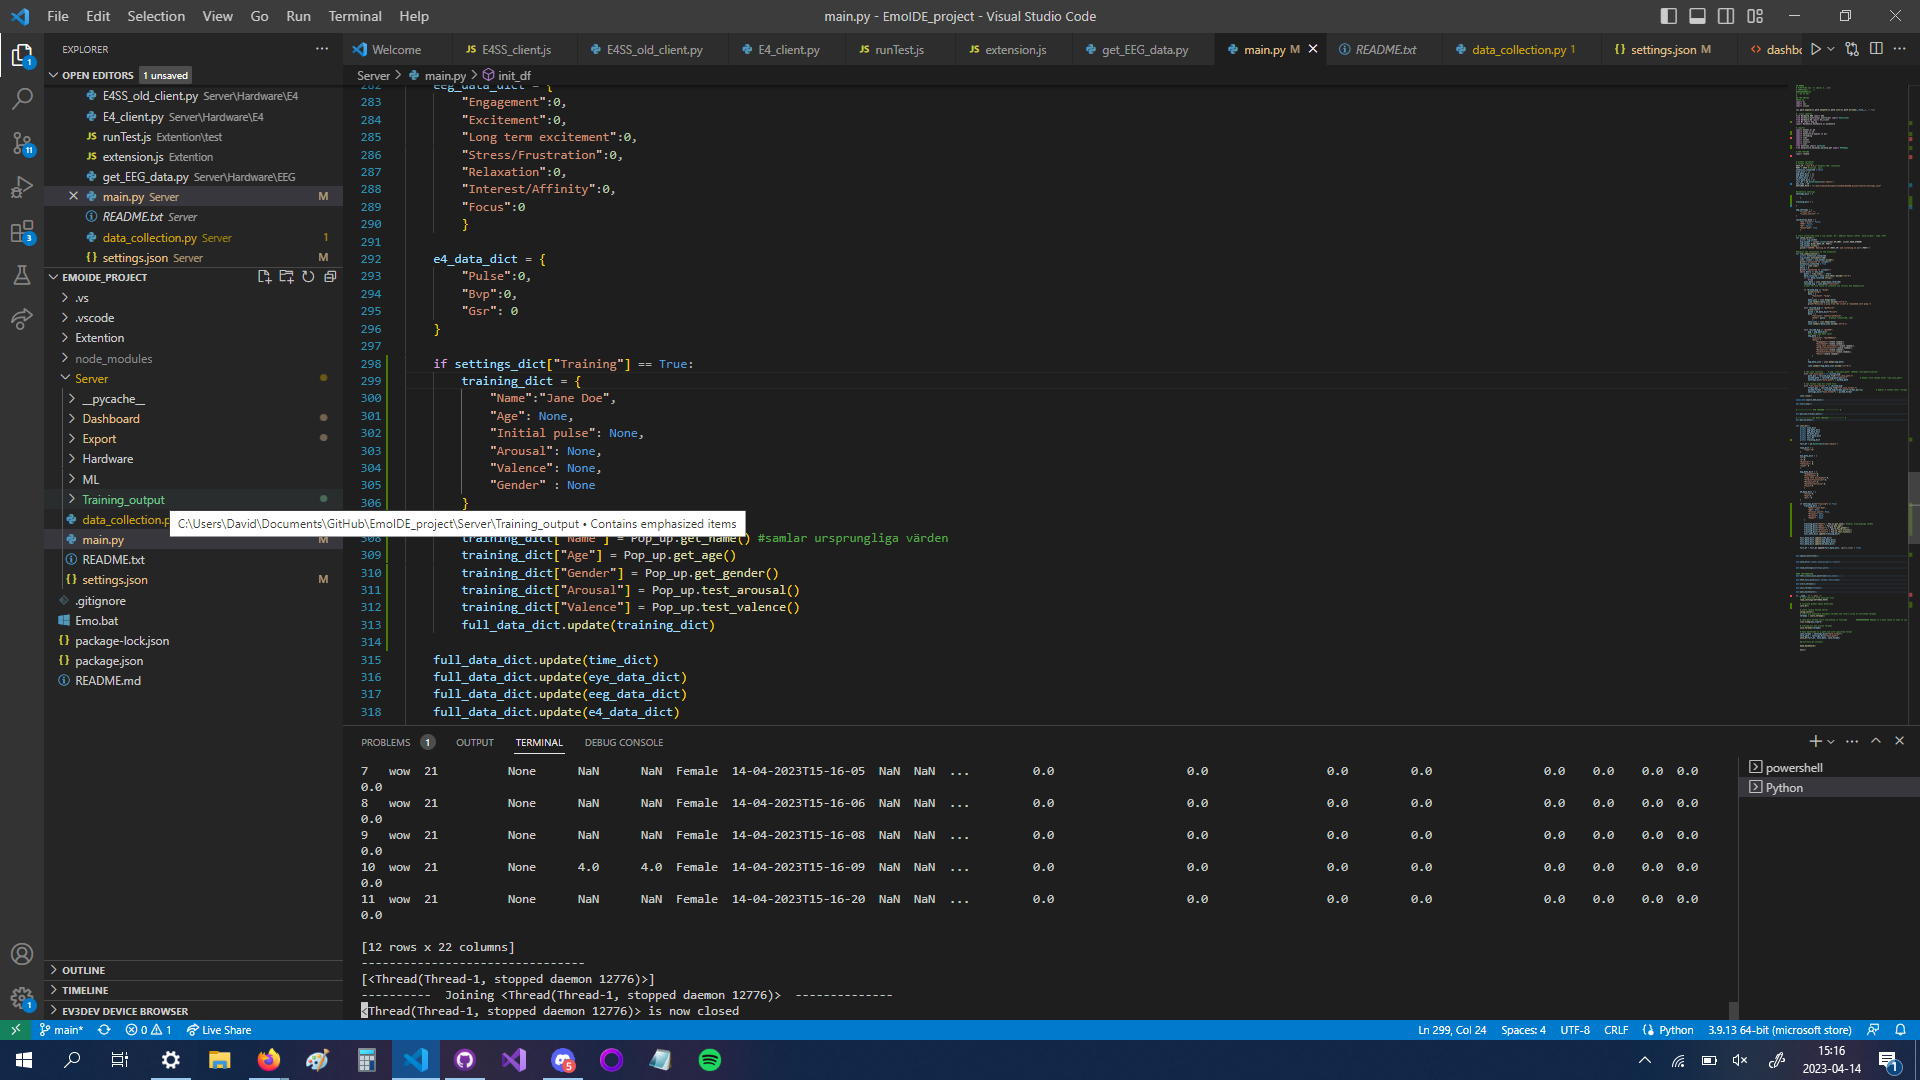 File Edit Selection View Go Run Terminal Help
main.py - EmoIDE_project - Visual Studio Code
EXPLORER
Welcome
E4SS_client.js
E4SS_old_client.py
E4_client.py
runTest.js
extension.js
get_EEG_data.py
main.py M
README.txt
data_collection.py 1
settings.json M
dashbo
OPEN EDITORS 1 unsaved
E4SS_old_client.py Server\Hardware\E4
E4_client.py Server\Hardware\E4
runTest.js Extention\test
extension.js Extention
get_EEG_data.py Server\Hardware\EEG
main.py Server M
README.txt Server
data_collection.py Server 1
settings.json Server M
EMOIDE_PROJECT
.vs
.vscode
Extention
node_modules
Server
__pycache__
Dashboard
Export
Hardware
ML
Training_output
data_collection.p
main.py M
README.txt
settings.json M
.gitignore
Emo.bat
package-lock.json
package.json
README.md
OUTLINE
TIMELINE
EV3DEV DEVICE BROWSER
Server > main.py > init_df
282 eeg_data_dict = {
283 "Engagement":0,
284 "Excitement":0,
285 "Long term excitement":0,
286 "Stress/Frustration":0,
287 "Relaxation":0,
288 "Interest/Affinity":0,
289 "Focus":0
290 }
291
292 e4_data_dict = {
293 "Pulse":0,
294 "Bvp":0,
295 "Gsr": 0
296 }
297
298 if settings_dict["Training"] == True:
299 training_dict = {
300 "Name":"Jane Doe",
301 "Age": None,
302 "Initial pulse": None,
303 "Arousal": None,
304 "Valence": None,
305 "Gender" : None
306 }
C:\Users\David\Documents\GitHub\EmoIDE_project\Server\Training_output • Contains emphasized items
308 training_dict["Name"] = Pop_up.get_name() #samlar ursprungliga värden
309 training_dict["Age"] = Pop_up.get_age()
310 training_dict["Gender"] = Pop_up.get_gender()
311 training_dict["Arousal"] = Pop_up.test_arousal()
312 training_dict["Valence"] = Pop_up.test_valence()
313 full_data_dict.update(training_dict)
314
315 full_data_dict.update(time_dict)
316 full_data_dict.update(eye_data_dict)
317 full_data_dict.update(eeg_data_dict)
318 full_data_dict.update(e4_data_dict)
PROBLEMS 1 OUTPUT TERMINAL DEBUG CONSOLE
7 wow 21 None NaN NaN Female 14-04-2023T15-16-05 NaN NaN ... 0.0 0.0 0.0 0.0 0.0 0.0 0.0 0.0
0.0
8 wow 21 None NaN NaN Female 14-04-2023T15-16-06 NaN NaN ... 0.0 0.0 0.0 0.0 0.0 0.0 0.0 0.0
0.0
9 wow 21 None NaN NaN Female 14-04-2023T15-16-08 NaN NaN ... 0.0 0.0 0.0 0.0 0.0 0.0 0.0 0.0
0.0
10 wow 21 None 4.0 4.0 Female 14-04-2023T15-16-09 NaN NaN ... 0.0 0.0 0.0 0.0 0.0 0.0 0.0 0.0
0.0
11 wow 21 None NaN NaN Female 14-04-2023T15-16-20 NaN NaN ... 0.0 0.0 0.0 0.0 0.0 0.0 0.0 0.0
0.0
[12 rows x 22 columns]
--------------------------------
[<Thread(Thread-1, stopped daemon 12776)>]
---------- Joining <Thread(Thread-1, stopped daemon 12776)> --------------
<Thread(Thread-1, stopped daemon 12776)> is now closed
powershell
Python
main* 0 1 Live Share
Ln 299, Col 24 Spaces: 4 UTF-8 CRLF Python 3.9.13 64-bit (microsoft store)
15:16
2023-04-14